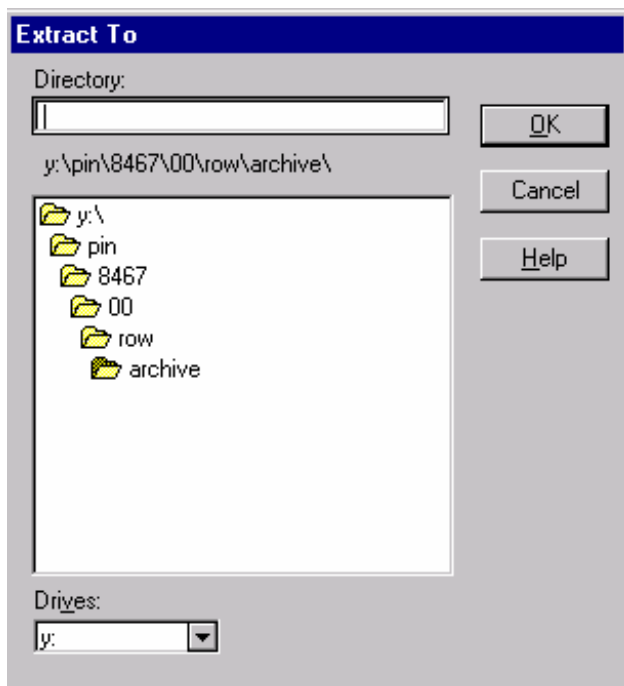 Extract To
Directory:
OK
y:\pin\8467\00\row\archive\
Cancel
y:\
pin
Help
8467
00
row
archive
Drives:
y: